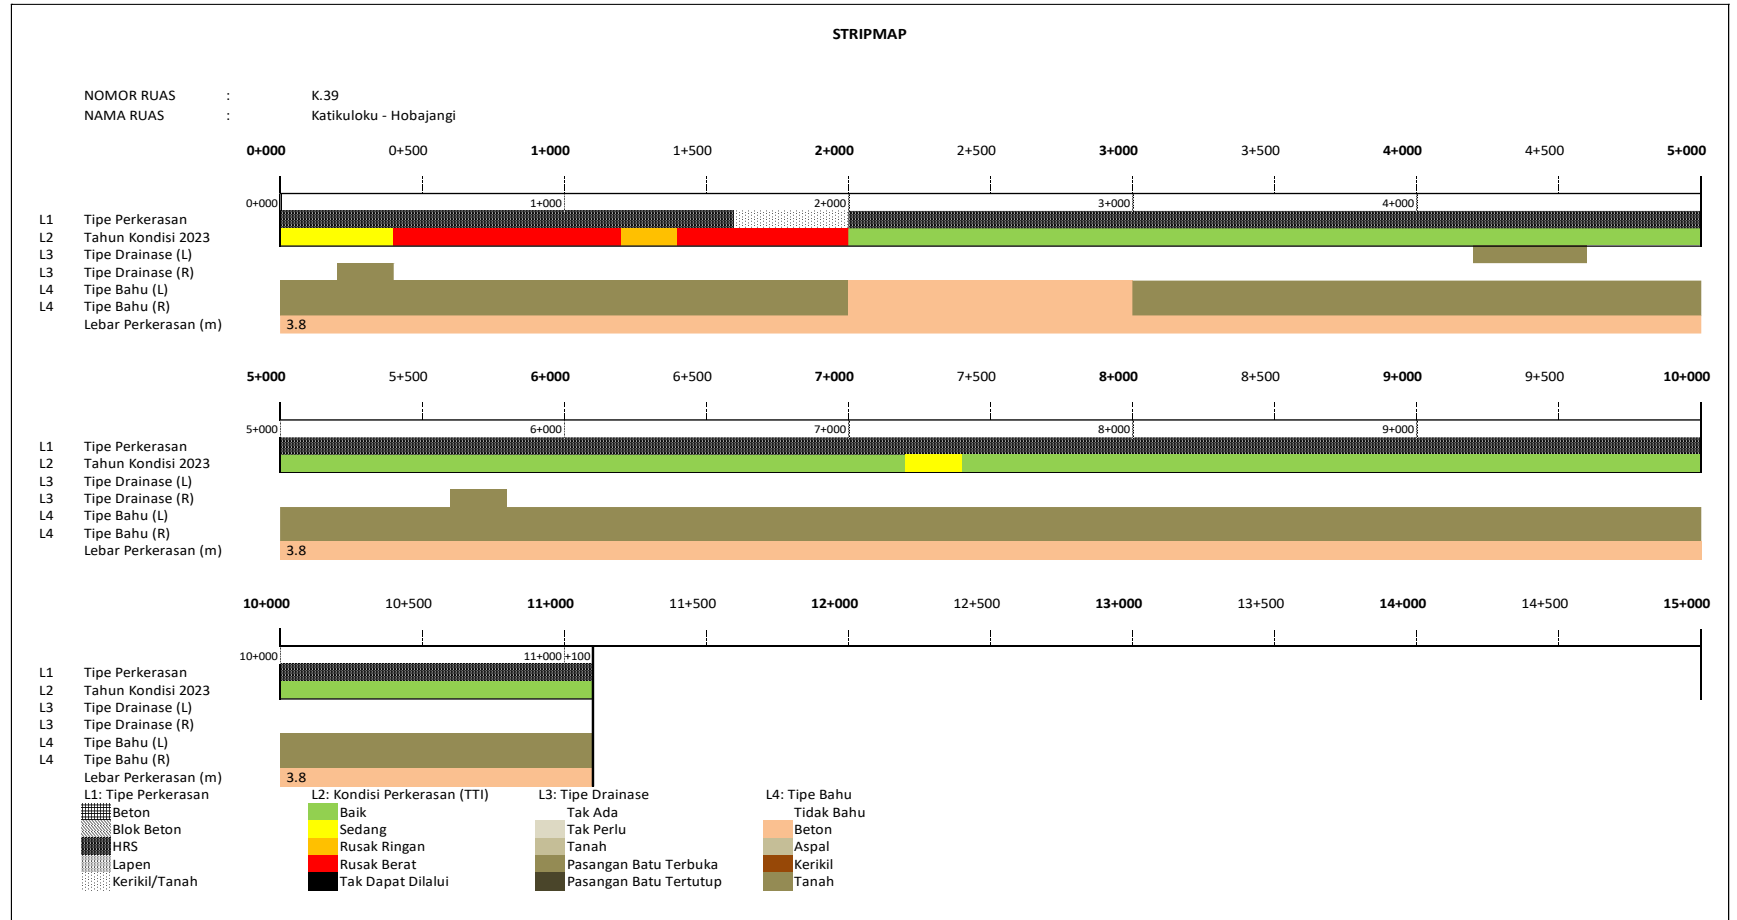 STRIPMAP
NOMOR RUAS : K.39
NAMA RUAS : Katikuloku - Hobajangi
0+000 0+500 1+000 1+500 2+000 2+500 3+000 3+500 4+000 4+500 5+000
0+000 1+000 2+000 3+000 4+000
L1 Tipe Perkerasan
L2 Tahun Kondisi 2023
L3 Tipe Drainase (L)
L3 Tipe Drainase (R)
L4 Tipe Bahu (L)
L4 Tipe Bahu (R)
Lebar Perkerasan (m) 3.8
5+000 5+500 6+000 6+500 7+000 7+500 8+000 8+500 9+000 9+500 10+000
5+000 6+000 7+000 8+000 9+000
L1 Tipe Perkerasan
L2 Tahun Kondisi 2023
L3 Tipe Drainase (L)
L3 Tipe Drainase (R)
L4 Tipe Bahu (L)
L4 Tipe Bahu (R)
Lebar Perkerasan (m) 3.8
10+000 10+500 11+000 11+500 12+000 12+500 13+000 13+500 14+000 14+500 15+000
10+000 11+000 +100
L1 Tipe Perkerasan
L2 Tahun Kondisi 2023
L3 Tipe Drainase (L)
L3 Tipe Drainase (R)
L4 Tipe Bahu (L)
L4 Tipe Bahu (R)
Lebar Perkerasan (m) 3.8
L1: Tipe Perkerasan L2: Kondisi Perkerasan (TTI) L3: Tipe Drainase L4: Tipe Bahu
Beton Baik Tak Ada Tidak Bahu
Blok Beton Sedang Tak Perlu Beton
HRS Rusak Ringan Tanah Aspal
Lapen Rusak Berat Pasangan Batu Terbuka Kerikil
Kerikil/Tanah Tak Dapat Dilalui Pasangan Batu Tertutup Tanah